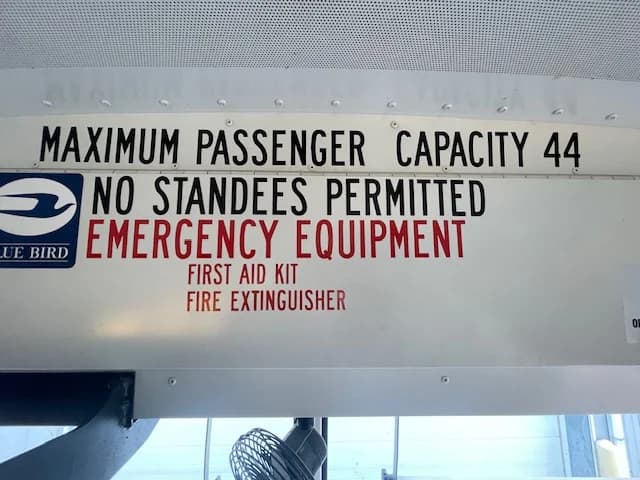 MAXIMUM PASSENGER CAPACITY 44
NO STANDEES PERMITTED
EMERGENCY EQUIPMENT
FIRST AID KIT
FIRE EXTINGUISHER
LUE BIRD